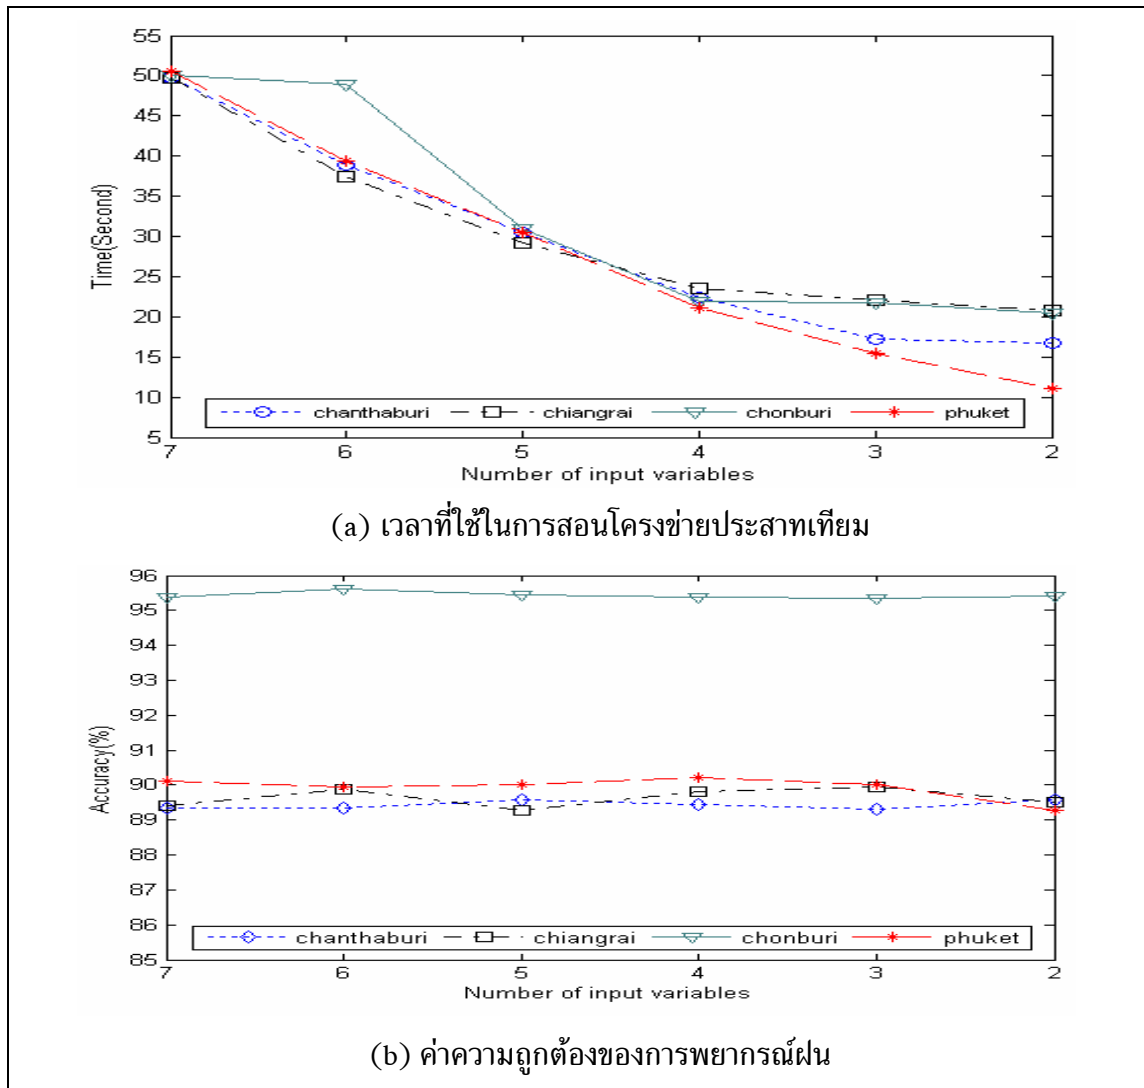 55
50
45
40
35
30
25
20
15
10
5
Time(Second)
chanthaburi chiangrai chonburi phuket
7 6 5 4 3 2
Number of input variables
(a) เวลาที่ใช้ในการสอนโครงข่ายประสาทเทียม
96
95
94
93
92
91
90
89
88
87
86
85
Accuracy(%)
chanthaburi chiangrai chonburi phuket
7 6 5 4 3 2
Number of input variables
(b) ค่าความถูกต้องของการพยากรณ์ฝน